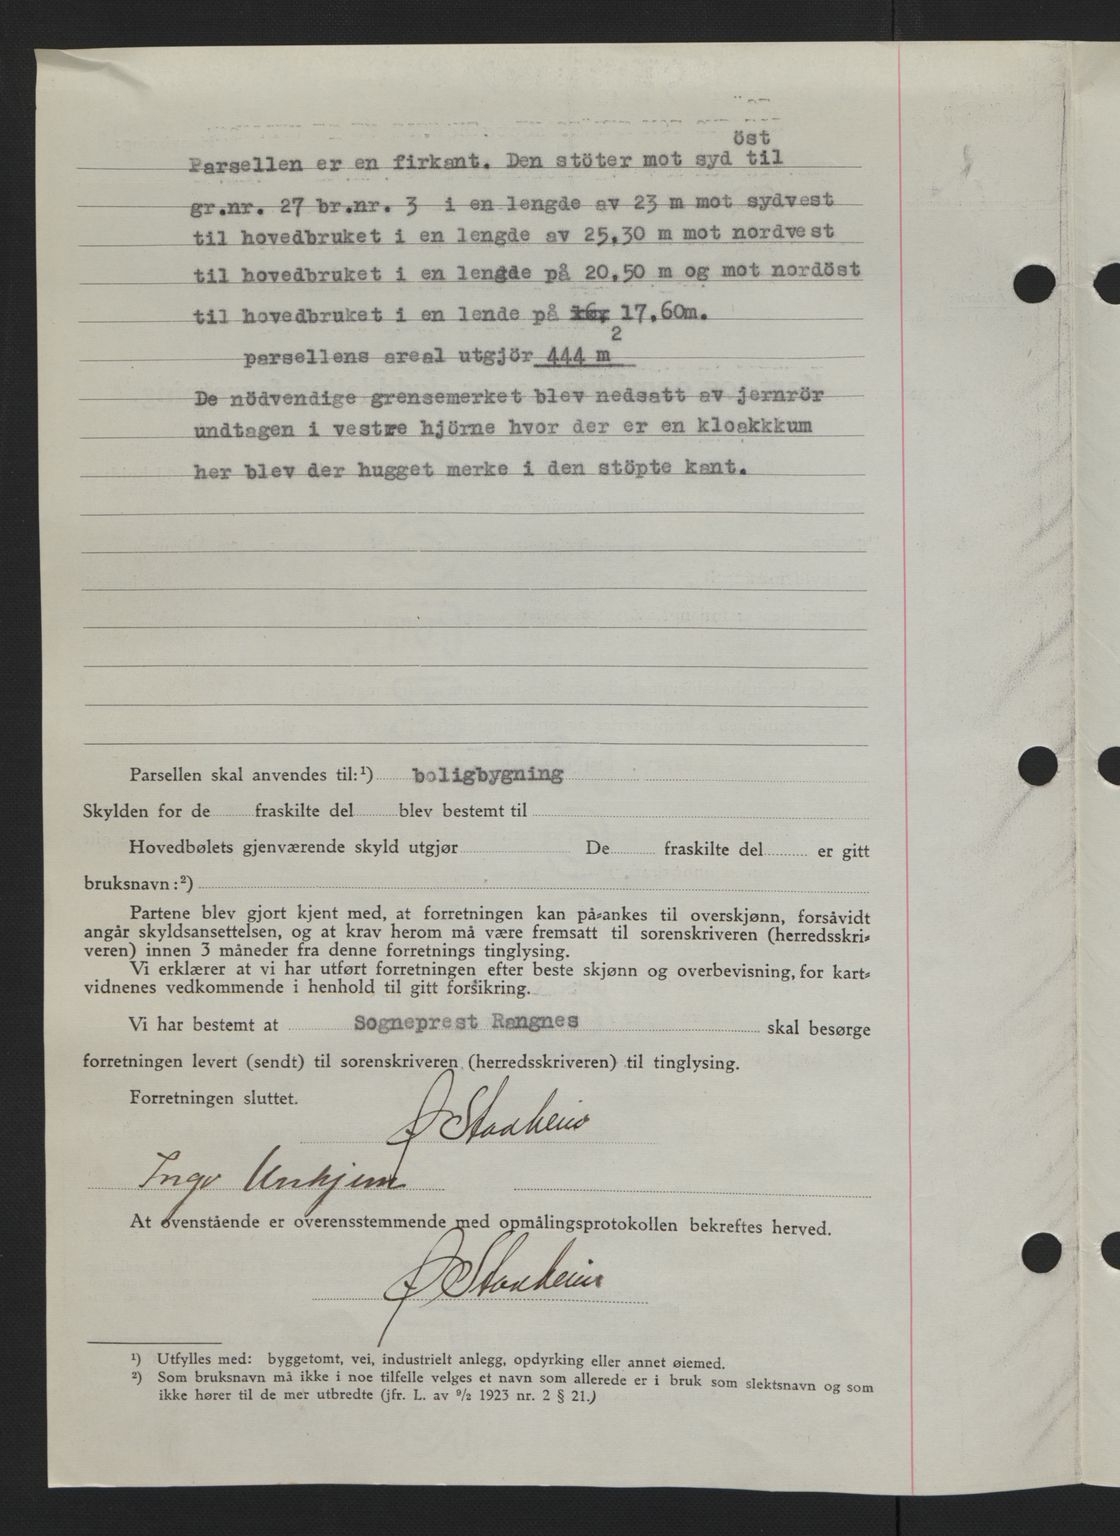 öst
Parsellen er en firkant. Den stöter mot syd til
gr.nr. 27 br.nr. 3 i en lengde av 23 m mot sydvest
til hovedbruket i en lengde av 25,30 m mot nordvest
til hovedbruket i en lengde på 20,50 m og mot nordöst
til hovedbruket i en lende på 17,60m.
parsellens areal utgjör 444 m²
De nödvendige grensemerket blev nedsatt av jernrör
undtagen i vestre hjörne hvor der er en kloakkkum
her blev der hugget merke i den stöpte kant.
Parsellen skal anvendes til:¹) boligbygning
Skylden for de fraskilte del blev bestemt til
Hovedbølets gjenværende skyld utgjør De fraskilte del er gitt
bruksnavn:²)
Partene blev gjort kjent med, at forretningen kan på-ankes til overskjønn, forsåvidt
angår skyldsansettelsen, og at krav herom må være fremsatt til sorenskriveren (herredsskri-
veren) innen 3 måneder fra denne forretnings tinglysing.
Vi erklærer at vi har utført forretningen efter beste skjønn og overbevisning, for kart-
vidnenes vedkommende i henhold til gitt forsikring.
Vi har bestemt at Sogneprest Rangnes skal besørge
forretningen levert (sendt) til sorenskriveren (herredsskriveren) til tinglysing.
Forretningen sluttet.
Ø Stadheim
At ovenstående er overensstemmende med opmålingsprotokollen bekreftes herved.
Ø Stadheim
¹) Utfylles med: byggetomt, vei, industrielt anlegg, opdyrking eller annet øiemed.
²) Som bruksnavn må ikke i noe tilfelle velges et navn som allerede er i bruk som slektsnavn og som
ikke hører til de mer utbredte (jfr. L. av 9/2 1923 nr. 2 § 21.)